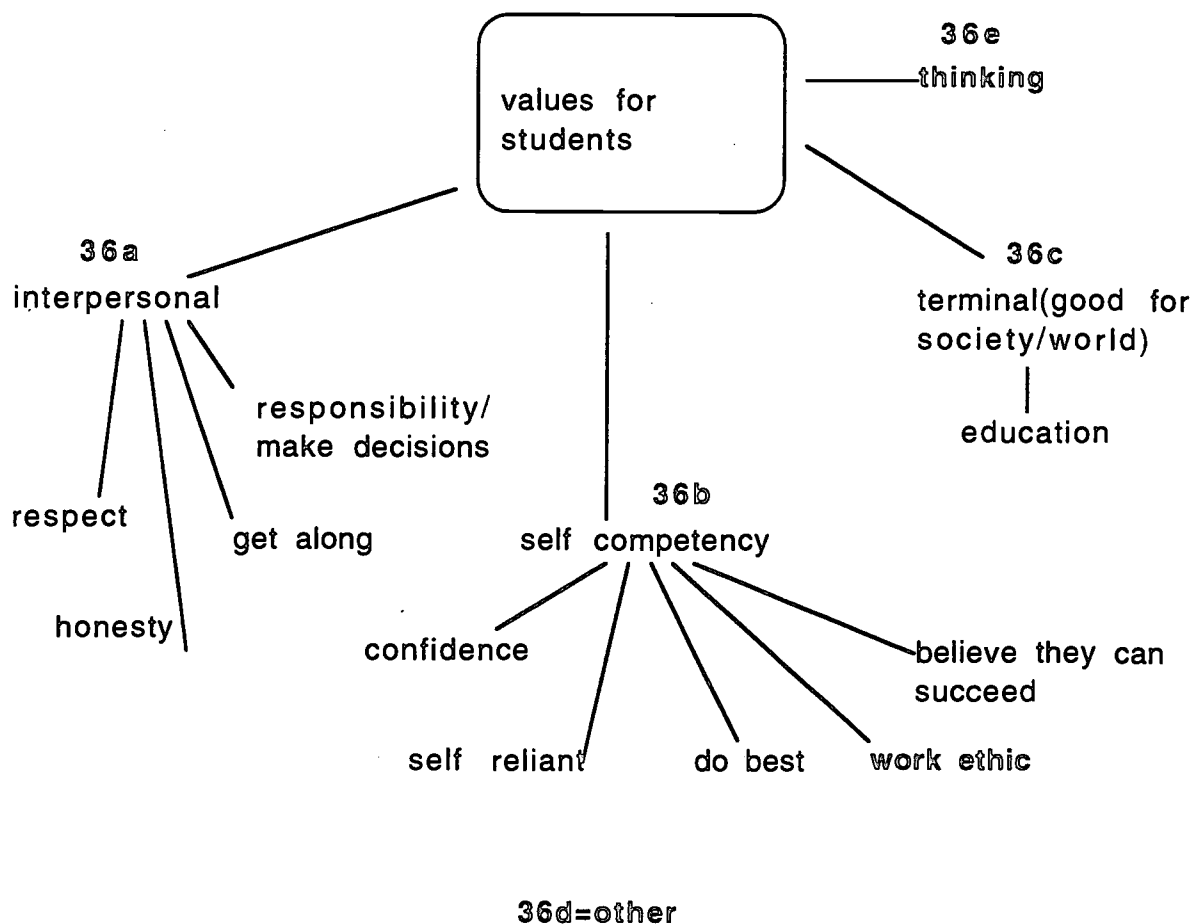 36e
thinking
values for
students
36a
interpersonal
36c
terminal(good for
society/world)
responsibility/
make decisions
education
respect
get along
36b
self competency
honesty
confidence
believe they can
succeed
self reliant
do best
work ethic
36d=other